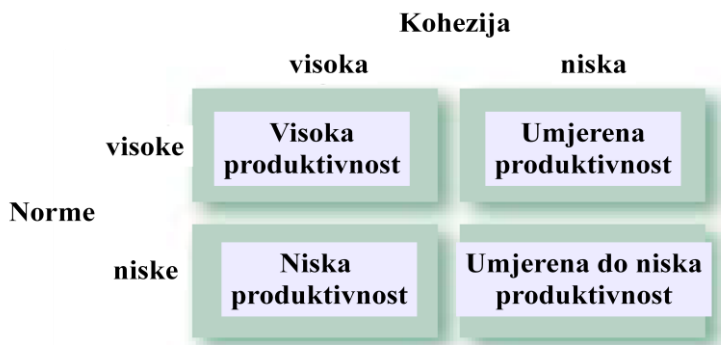 Kohezija
visoka niska
visoke
Visoka
produktivnost
Umjerena
produktivnost
Norme
niske
Niska
produktivnost
Umjerena do niska
produktivnost